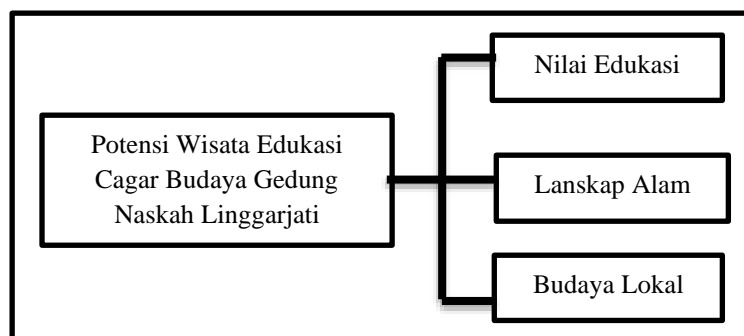 Nilai Edukasi
Potensi Wisata Edukasi
Cagar Budaya Gedung
Naskah Linggarjati
Lanskap Alam
Budaya Lokal